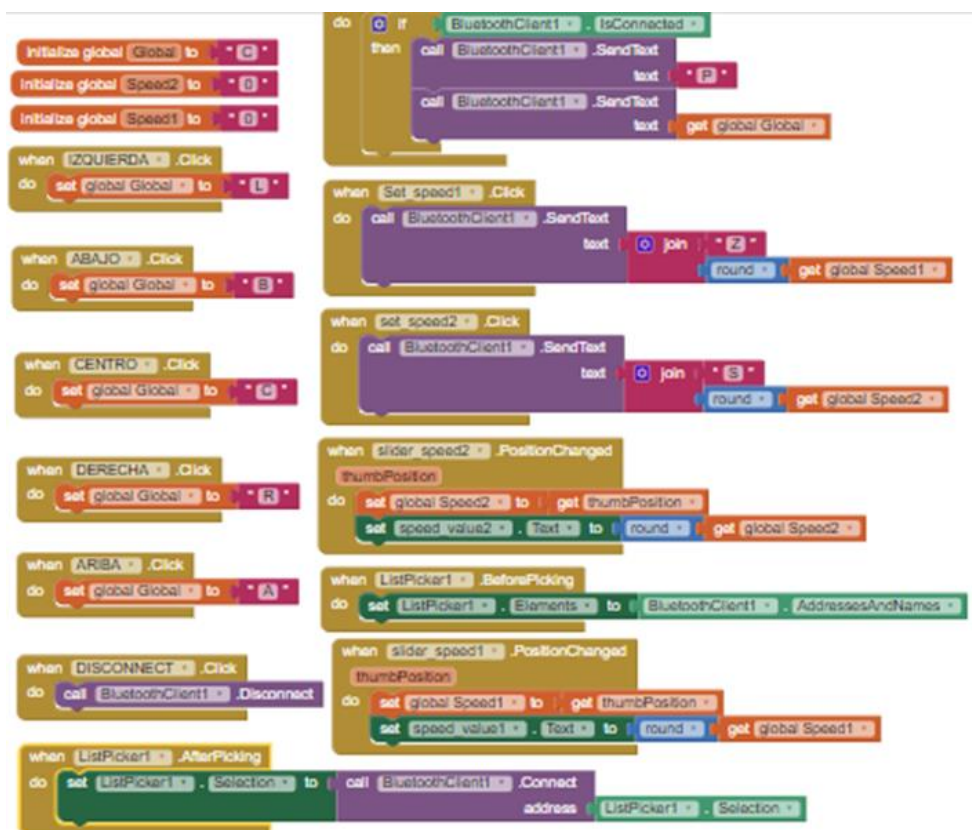 initialize global Global to " C "
initialize global Speed2 to " 0 "
initialize global Speed1 to " 0 "
when IZQUIERDA .Click
do set global Global to " L "
when ABAJO .Click
do set global Global to " B "
when CENTRO .Click
do set global Global to " C "
when DERECHA .Click
do set global Global to " R "
when ARIBA .Click
do set global Global to " A "
when DISCONNECT .Click
do call BluetoothClient1 .Disconnect
when ListPicker1 .AfterPicking
do set ListPicker1 . Selection to call BluetoothClient1 .Connect
address ListPicker1 . Selection
do if BluetoothClient1 . IsConnected
then call BluetoothClient1 .SendText
text " P "
call BluetoothClient1 .SendText
text get global Global
when Set_speed1 .Click
do call BluetoothClient1 .SendText
text join " Z "
round get global Speed1
when set_speed2 .Click
do call BluetoothClient1 .SendText
text join " S "
round get global Speed2
when slider_speed2 .PositionChanged
thumbPosition
do set global Speed2 to get thumbPosition
set speed_value2 . Text to round get global Speed2
when ListPicker1 .BeforePicking
do set ListPicker1 . Elements to BluetoothClient1 . AddressesAndNames
when slider_speed1 .PositionChanged
thumbPosition
do set global Speed1 to get thumbPosition
set speed_value1 . Text to round get global Speed1